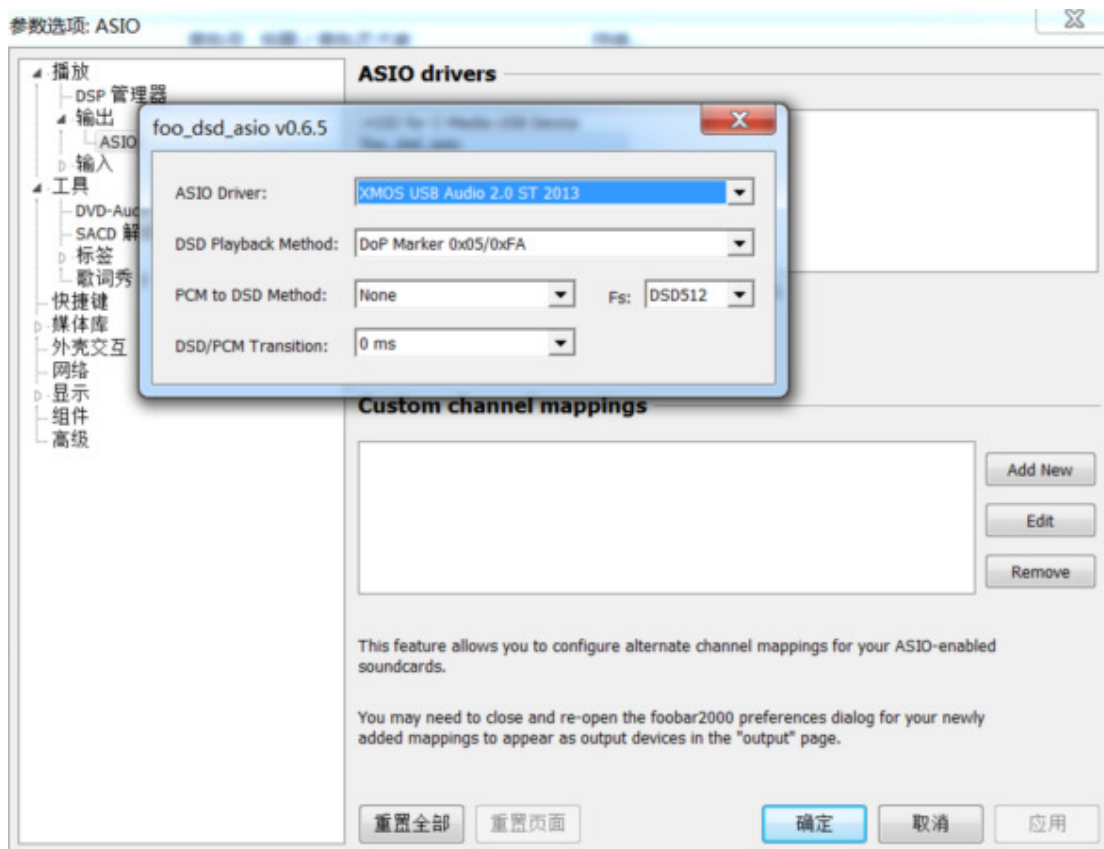 参数选项: ASIO
播放
DSP 管理器
输出
ASIO
输入
工具
DVD-Aud
SACD 解
标签
歌词秀
快捷键
媒体库
外壳交互
网络
显示
组件
高级
ASIO drivers
foo_dsd_asio v0.6.5
ASIO Driver:
XMOS USB Audio 2.0 ST 2013
DSD Playback Method:
DoP Marker 0x05/0xFA
PCM to DSD Method:
None
Fs:
DSD512
DSD/PCM Transition:
0 ms
Custom channel mappings
Add New
Edit
Remove
This feature allows you to configure alternate channel mappings for your ASIO-enabled
soundcards.
You may need to close and re-open the foobar2000 preferences dialog for your newly
added mappings to appear as output devices in the "output" page.
重置全部
重置页面
确定
取消
应用